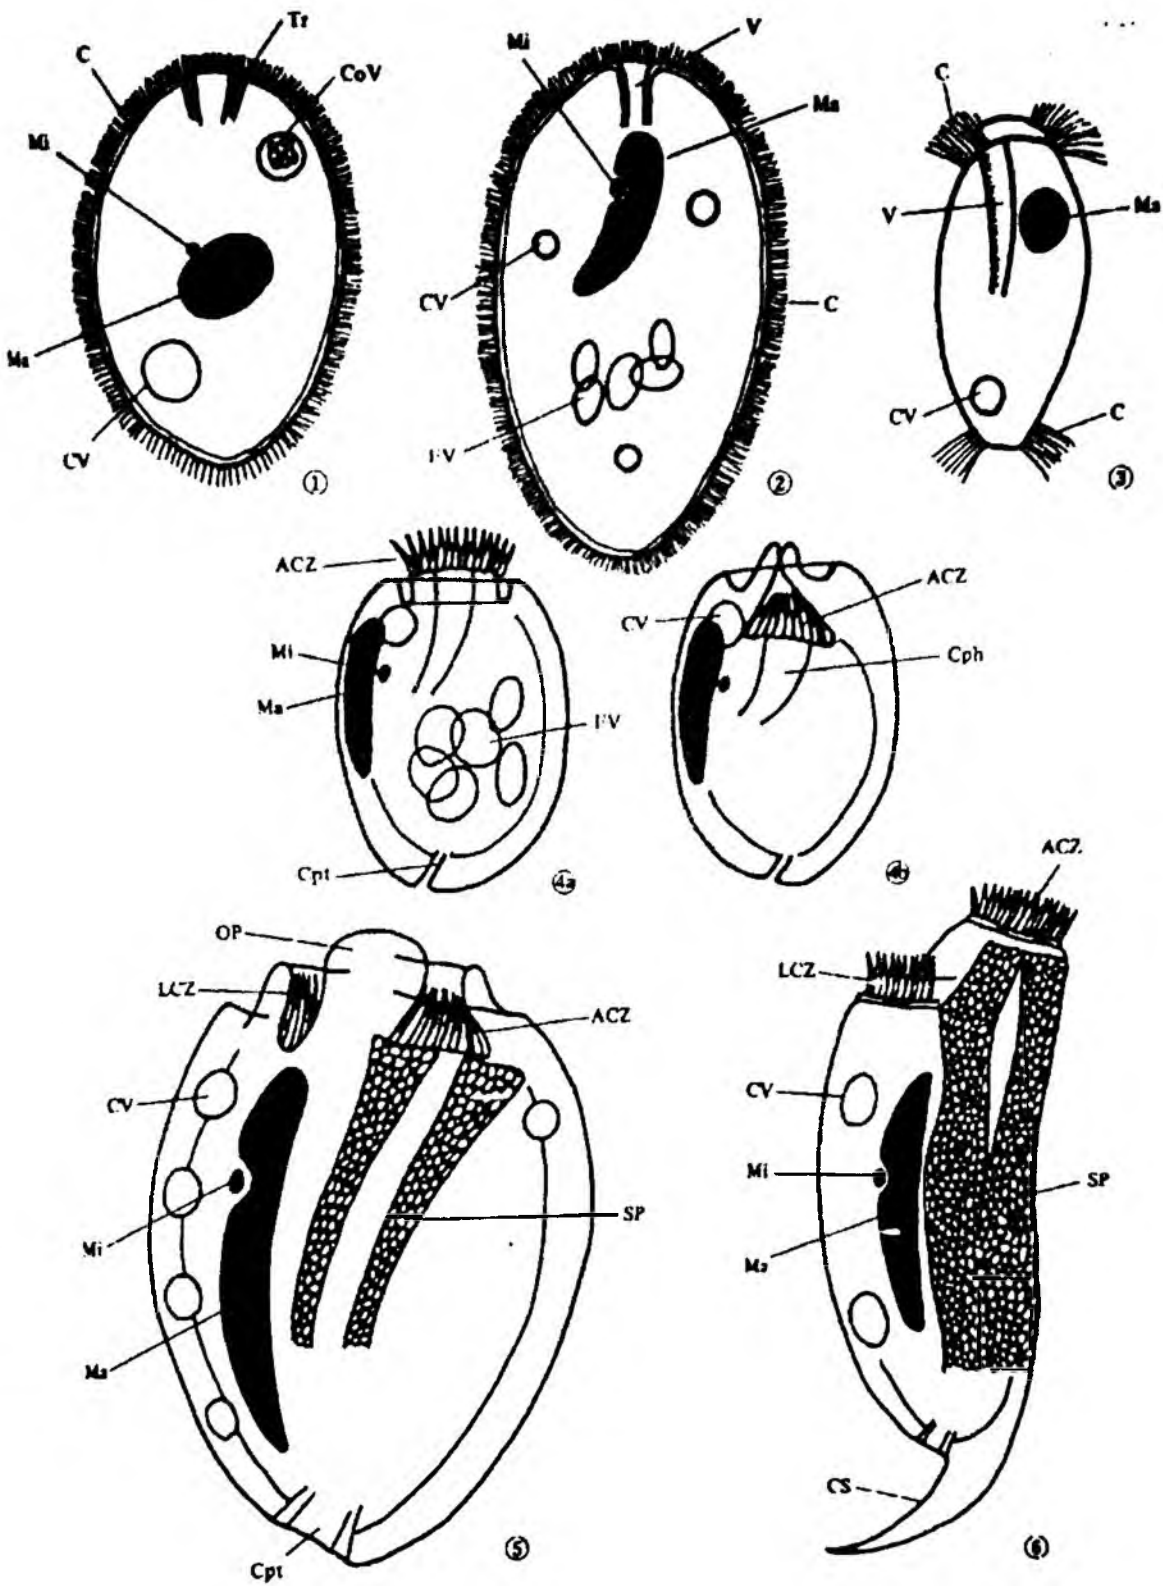 Tr
C
CoV
Mi
Ma
CV
①
Mi
V
Ma
CV
C
FV
②
C
V
Ma
CV
C
③
ACZ
Mi
Ma
FV
Cpt
④a
CV
ACZ
Cph
④b
OP
LCZ
ACZ
CV
SP
Mi
Ma
Cpt
⑤
ACZ
LCZ
CV
Mi
SP
Ma
CS
⑥